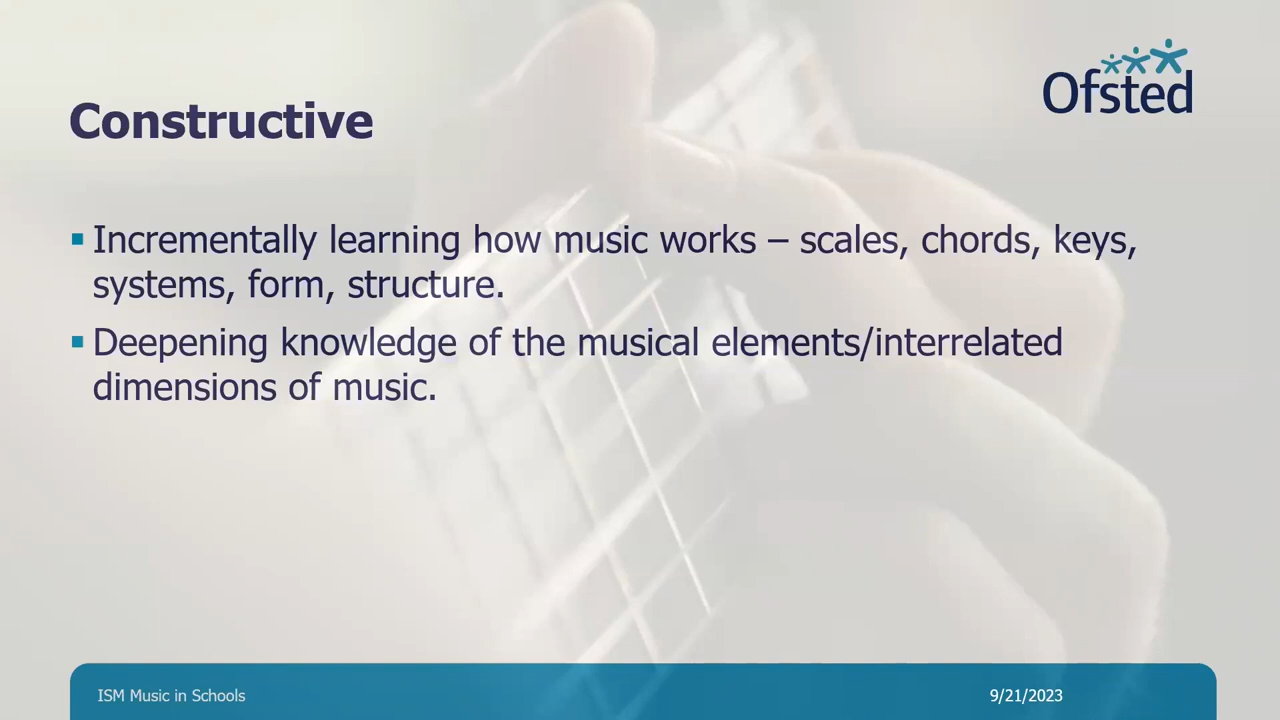 Ofsted
Constructive
Incrementally learning how music works – scales, chords, keys,
systems, form, structure.
Deepening knowledge of the musical elements/interrelated
dimensions of music.
ISM Music in Schools
9/21/2023